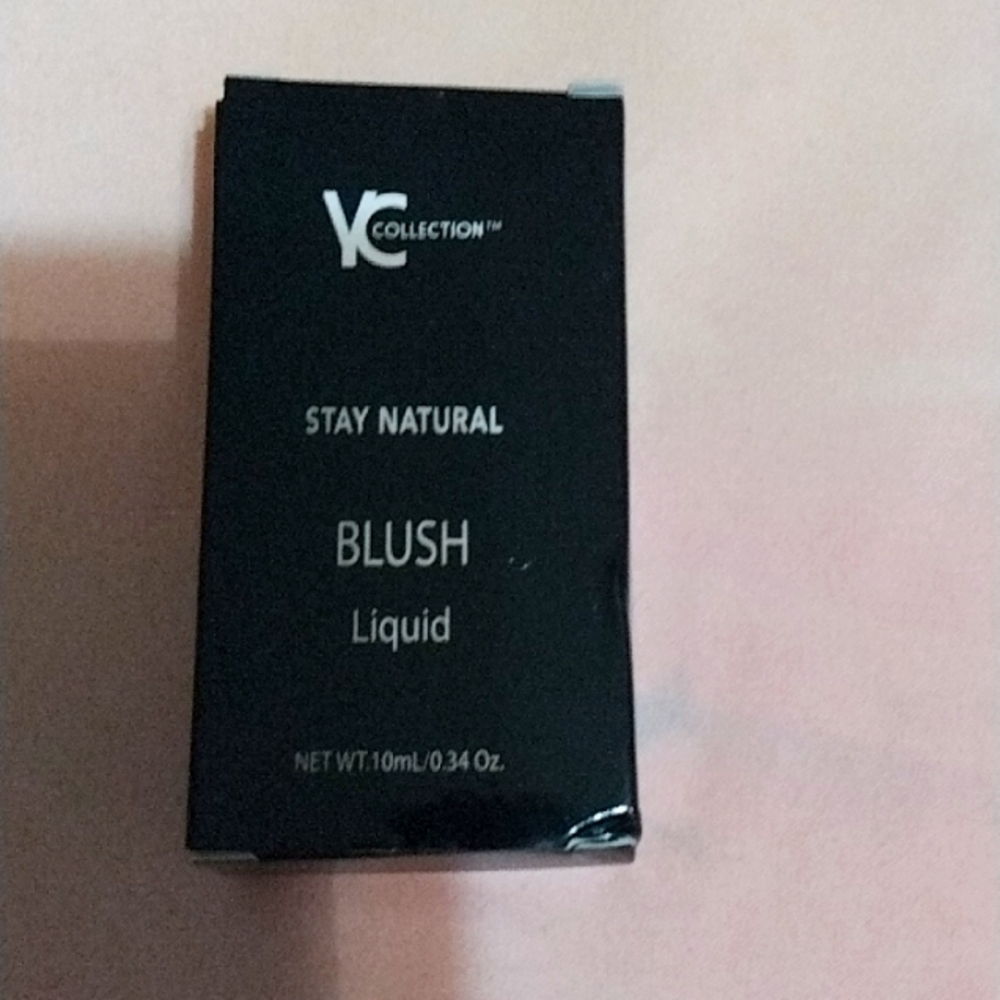 YC COLLECTION™
STAY NATURAL
BLUSH
Liquid
NET WT.10mL/0.34 Oz.